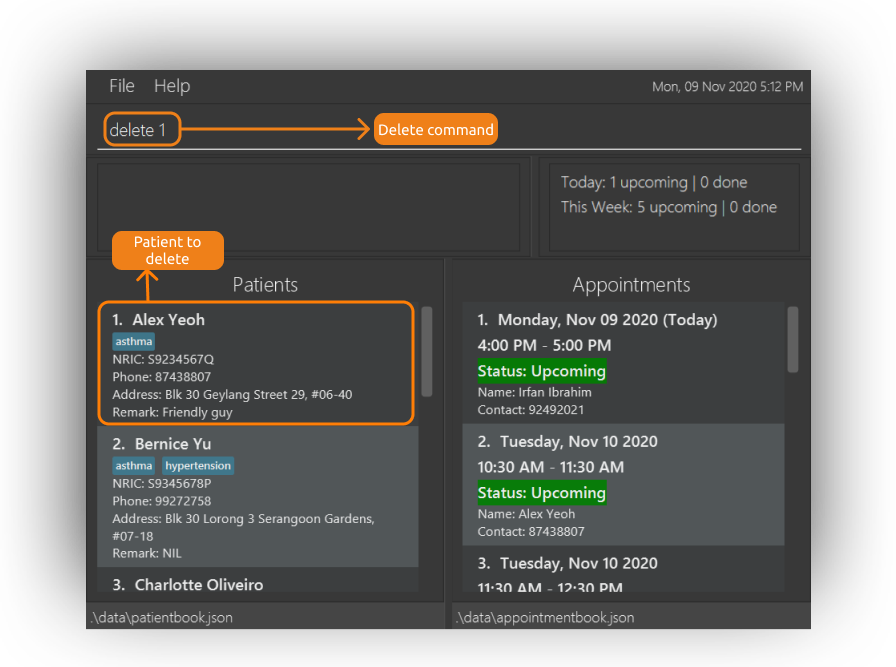 File Help
Mon, 09 Nov 2020 5:12 PM
delete 1
Delete command
Today: 1 upcoming | 0 done
This Week: 5 upcoming | 0 done
Patient to
delete
Patients
1. Alex Yeoh
asthma
NRIC: S9234567Q
Phone: 87438807
Address: Blk 30 Geylang Street 29, #06-40
Remark: Friendly guy
2. Bernice Yu
asthma hypertension
NRIC: S9345678P
Phone: 99272758
Address: Blk 30 Lorong 3 Serangoon Gardens,
#07-18
Remark: NIL
3. Charlotte Oliveiro
Appointments
1. Monday, Nov 09 2020 (Today)
4:00 PM - 5:00 PM
Status: Upcoming
Name: Irfan Ibrahim
Contact: 92492021
2. Tuesday, Nov 10 2020
10:30 AM - 11:30 AM
Status: Upcoming
Name: Alex Yeoh
Contact: 87438807
3. Tuesday, Nov 10 2020
11:30 AM - 12:30 PM
.\data\patientbook.json
.\data\appointmentbook.json